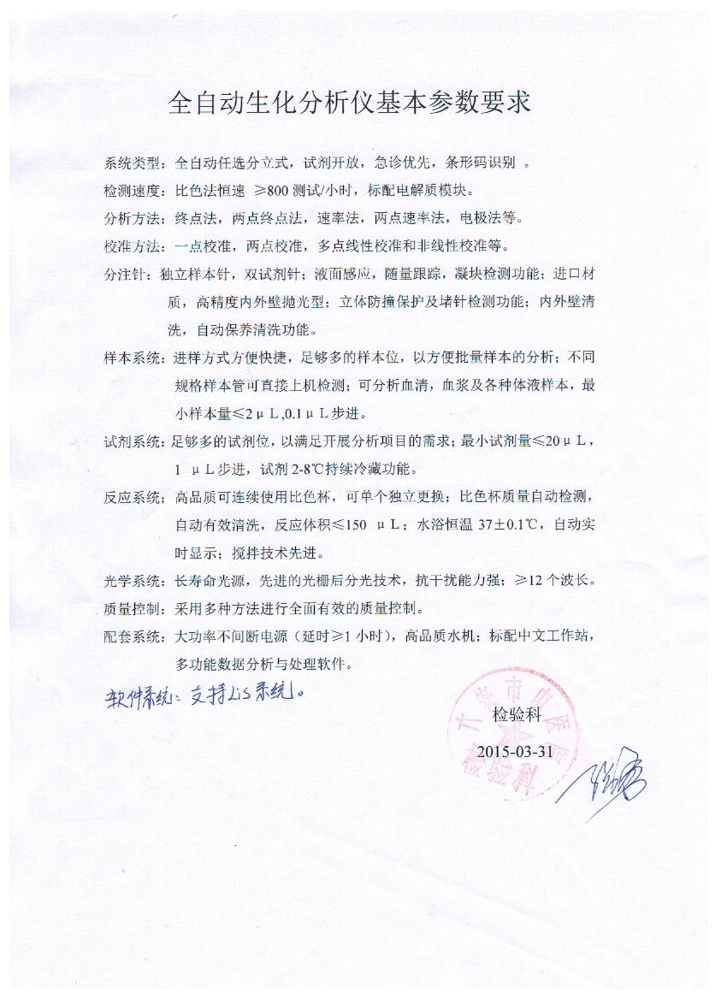 全自动生化分析仪基本参数要求
系统类型：全自动任选分立式，试剂开放，急诊优先，条形码识别 。
检测速度：比色法恒速 ≥800 测试/小时，标配电解质模块。
分析方法：终点法，两点终点法，速率法，两点速率法，电极法等。
校准方法：一点校准，两点校准，多点线性校准和非线性校准等。
分注针：独立样本针，双试剂针；液面感应，随量跟踪，凝块检测功能；进口材
质，高精度内外壁抛光型；立体防撞保护及堵针检测功能；内外壁清
洗，自动保养清洗功能。
样本系统：进样方式方便快捷，足够多的样本位，以方便批量样本的分析；不同
规格样本管可直接上机检测；可分析血清，血浆及各种体液样本，最
小样本量≤2μL,0.1μL步进。
试剂系统：足够多的试剂位，以满足开展分析项目的需求；最小试剂量≤20μL，
1 μL步进，试剂 2-8℃持续冷藏功能。
反应系统；高品质可连续使用比色杯，可单个独立更换；比色杯质量自动检测，
自动有效清洗，反应体积≤150 μL；水浴恒温 37±0.1℃，自动实
时显示；搅拌技术先进。
光学系统：长寿命光源，先进的光栅后分光技术，抗干扰能力强；≥12 个波长。
质量控制：采用多种方法进行全面有效的质量控制。
配套系统：大功率不间断电源（延时≥1 小时），高品质水机；标配中文工作站，
多功能数据分析与处理软件。
软件系统：支持Lis系统。
六安市中医院
检验科
2015-03-31
检验科